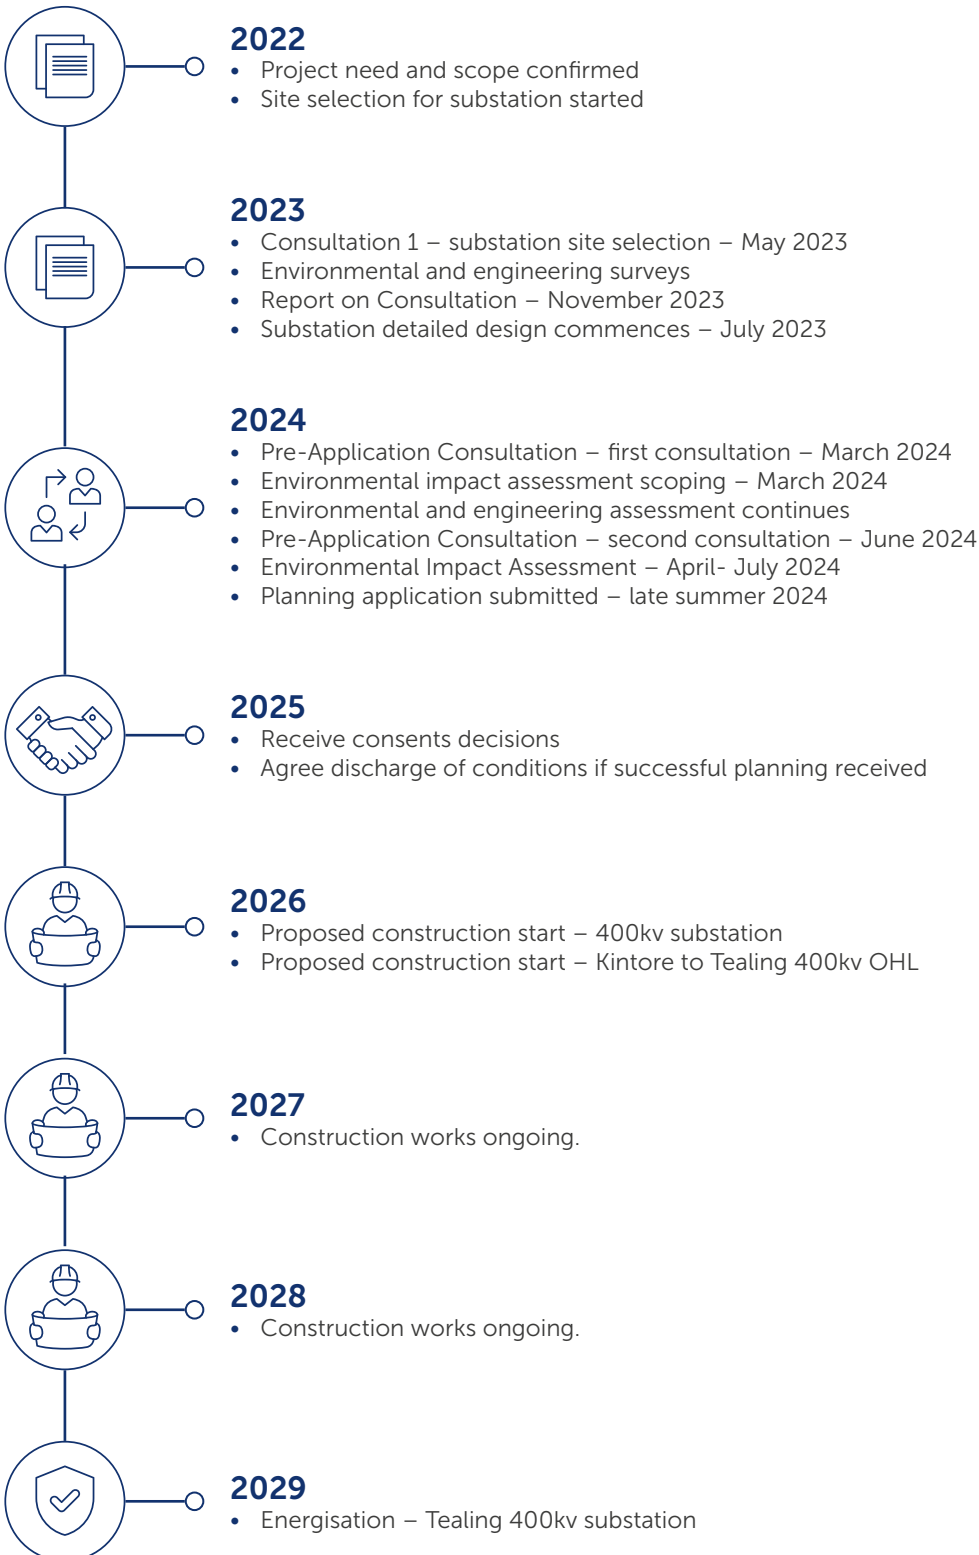 2022
• Project need and scope confirmed
• Site selection for substation started
2023
• Consultation 1 – substation site selection – May 2023
• Environmental and engineering surveys
• Report on Consultation – November 2023
• Substation detailed design commences – July 2023
2024
• Pre-Application Consultation – first consultation – March 2024
• Environmental impact assessment scoping – March 2024
• Environmental and engineering assessment continues
• Pre-Application Consultation – second consultation – June 2024
• Environmental Impact Assessment – April- July 2024
• Planning application submitted – late summer 2024
2025
• Receive consents decisions
• Agree discharge of conditions if successful planning received
2026
• Proposed construction start – 400kv substation
• Proposed construction start – Kintore to Tealing 400kv OHL
2027
• Construction works ongoing.
2028
• Construction works ongoing.
2029
• Energisation – Tealing 400kv substation